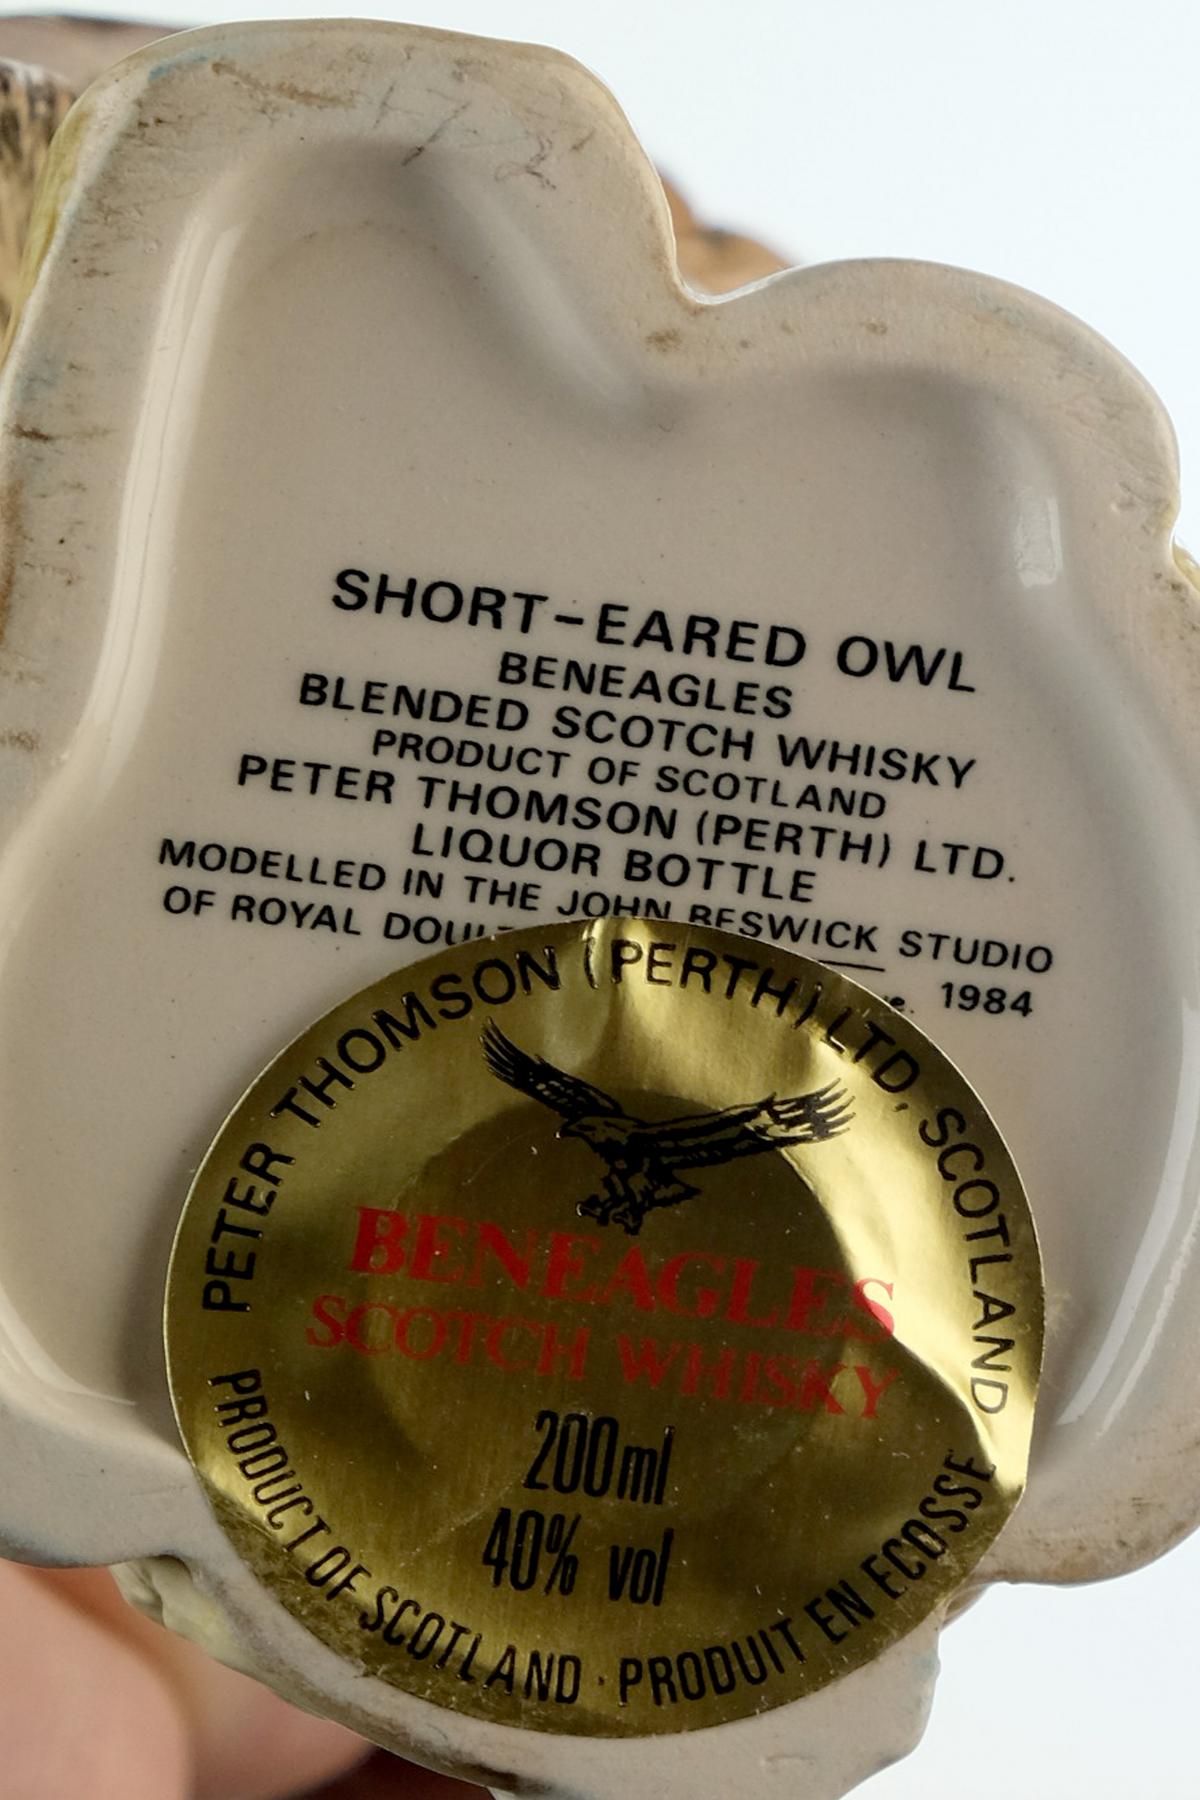 SHORT-EARED OWL
BENEAGLES
BLENDED SCOTCH WHISKY
PRODUCT OF SCOTLAND
PETER THOMSON (PERTH) LTD.
LIQUOR BOTTLE
MODELLED IN THE JOHN BESWICK STUDIO
OF ROYAL 1984
PETER THOMSON (PERTH) LTD, SCOTLAND
BENEAGLES
SCOTCH WHISKY
200ml
40% vol
PRODUCT OF SCOTLAND · PRODUIT EN ECOSSE